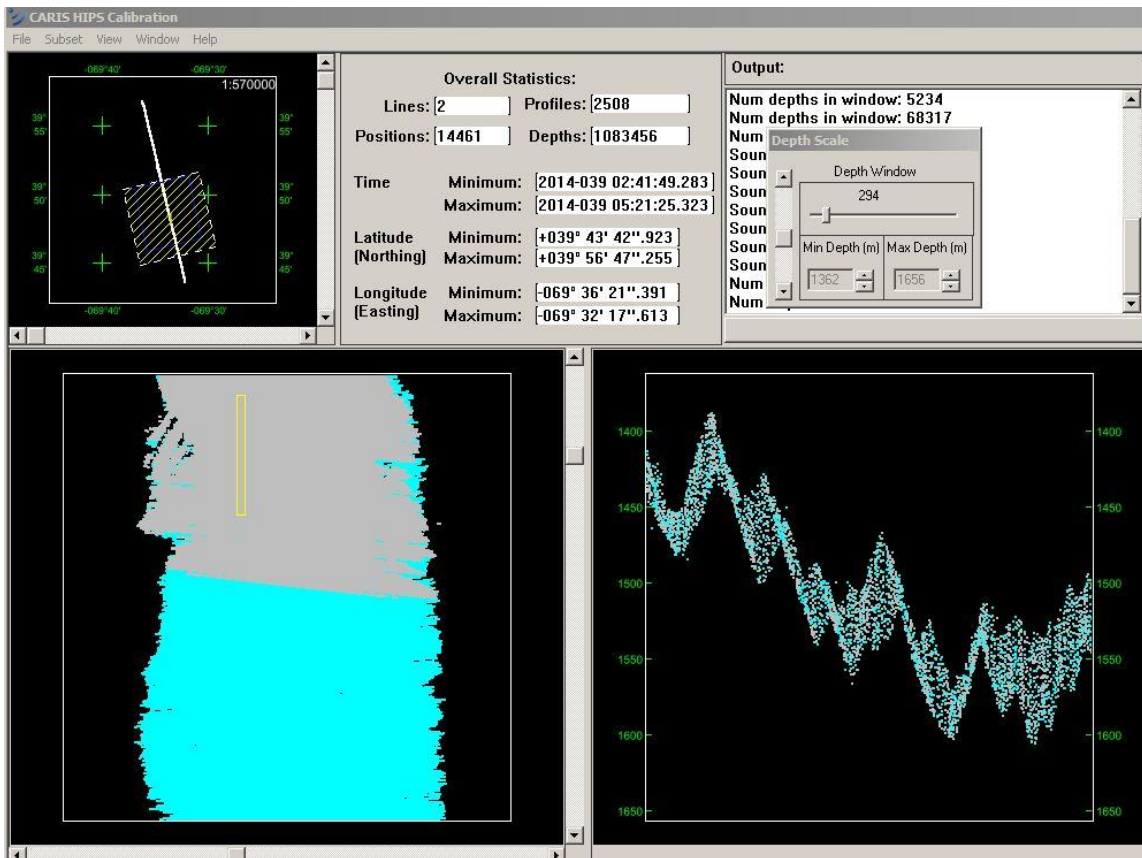 CARIS HIPS Calibration
File Subset View Window Help
-069°40' -069°30'
1:570000
39° 55' 39° 55'
39° 50' 39° 50'
39° 45' 39° 45'
-069°40' -069°30'
Overall Statistics:
Lines: 2 Profiles: 2508
Positions: 14461 Depths: 1083456
Time Minimum: 2014-039 02:41:49.283
Maximum: 2014-039 05:21:25.323
Latitude Minimum: +039° 43' 42".923
(Northing) Maximum: +039° 56' 47".255
Longitude Minimum: -069° 36' 21".391
(Easting) Maximum: -069° 32' 17".613
Output:
Num depths in window: 5234
Num depths in window: 68317
Num
Soun
Soun
Soun
Soun
Soun
Soun
Soun
Num
Num
Depth Scale
Depth Window
294
Min Depth (m) Max Depth (m)
1362 1656
1400 1400
1450 1450
1500 1500
1550 1550
1600 1600
1650 1650